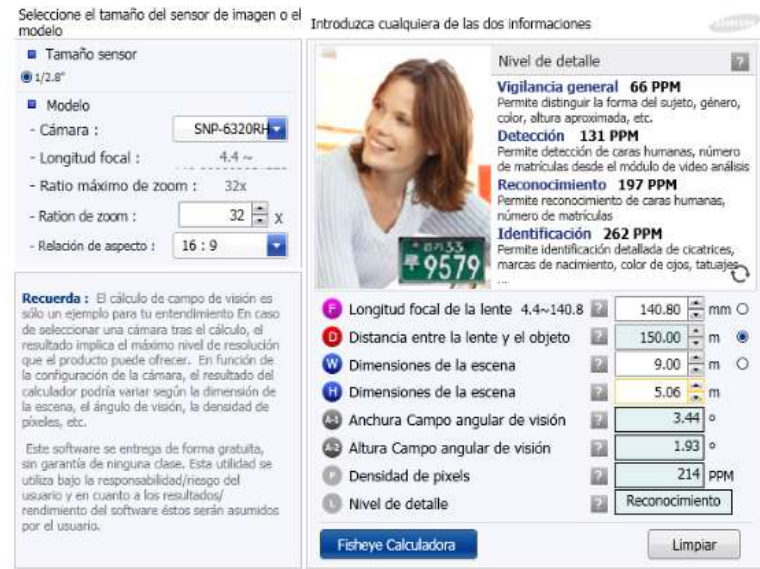 Seleccione el tamaño del sensor de imagen o el
modelo
Tamaño sensor
1/2.8"
Modelo
- Cámara : SNP-6320RH
- Longitud focal : 4.4 ~
- Ratio máximo de zoom : 32x
- Ration de zoom : 32 x
- Relación de aspecto : 16 : 9
Recuerda : El cálculo de campo de visión es
sólo un ejemplo para tu entendimiento En caso
de seleccionar una cámara tras el cálculo, el
resultado implica el máximo nivel de resolución
que el producto puede ofrecer. En función de
la configuración de la cámara, el resultado del
calculador podría variar según la dimensión de
la escena, el ángulo de visión, la densidad de
píxeles, etc.
Este software se entrega de forma gratuita,
sin garantía de ninguna clase. Esta utilidad se
utiliza bajo la responsabilidad/riesgo del
usuario y en cuanto a los resultados/
rendimiento del software éstos serán asumidos
por el usuario.
Introduzca cualquiera de las dos informaciones
SAMSUNG
9579
Nivel de detalle ?
Vigilancia general 66 PPM
Permite distinguir la forma del sujeto, género,
color, altura aproximada, etc.
Detección 131 PPM
Permite detección de caras humanas, número
de matrículas desde el módulo de video análisis
Reconocimiento 197 PPM
Permite reconocimiento de caras humanas,
número de matrículas
Identificación 262 PPM
Permite identificación detallada de cicatrices,
marcas de nacimiento, color de ojos, tatuajes
...
F Longitud focal de la lente 4.4~140.8 ? 140.80 mm
D Distancia entre la lente y el objeto ? 150.00 m
W Dimensiones de la escena ? 9.00 m
H Dimensiones de la escena ? 5.06 m
A-1 Anchura Campo angular de visión ? 3.44 °
A-2 Altura Campo angular de visión ? 1.93 °
P Densidad de pixels ? 214 PPM
L Nivel de detalle ? Reconocimiento
Fisheye Calculadora
Limpiar